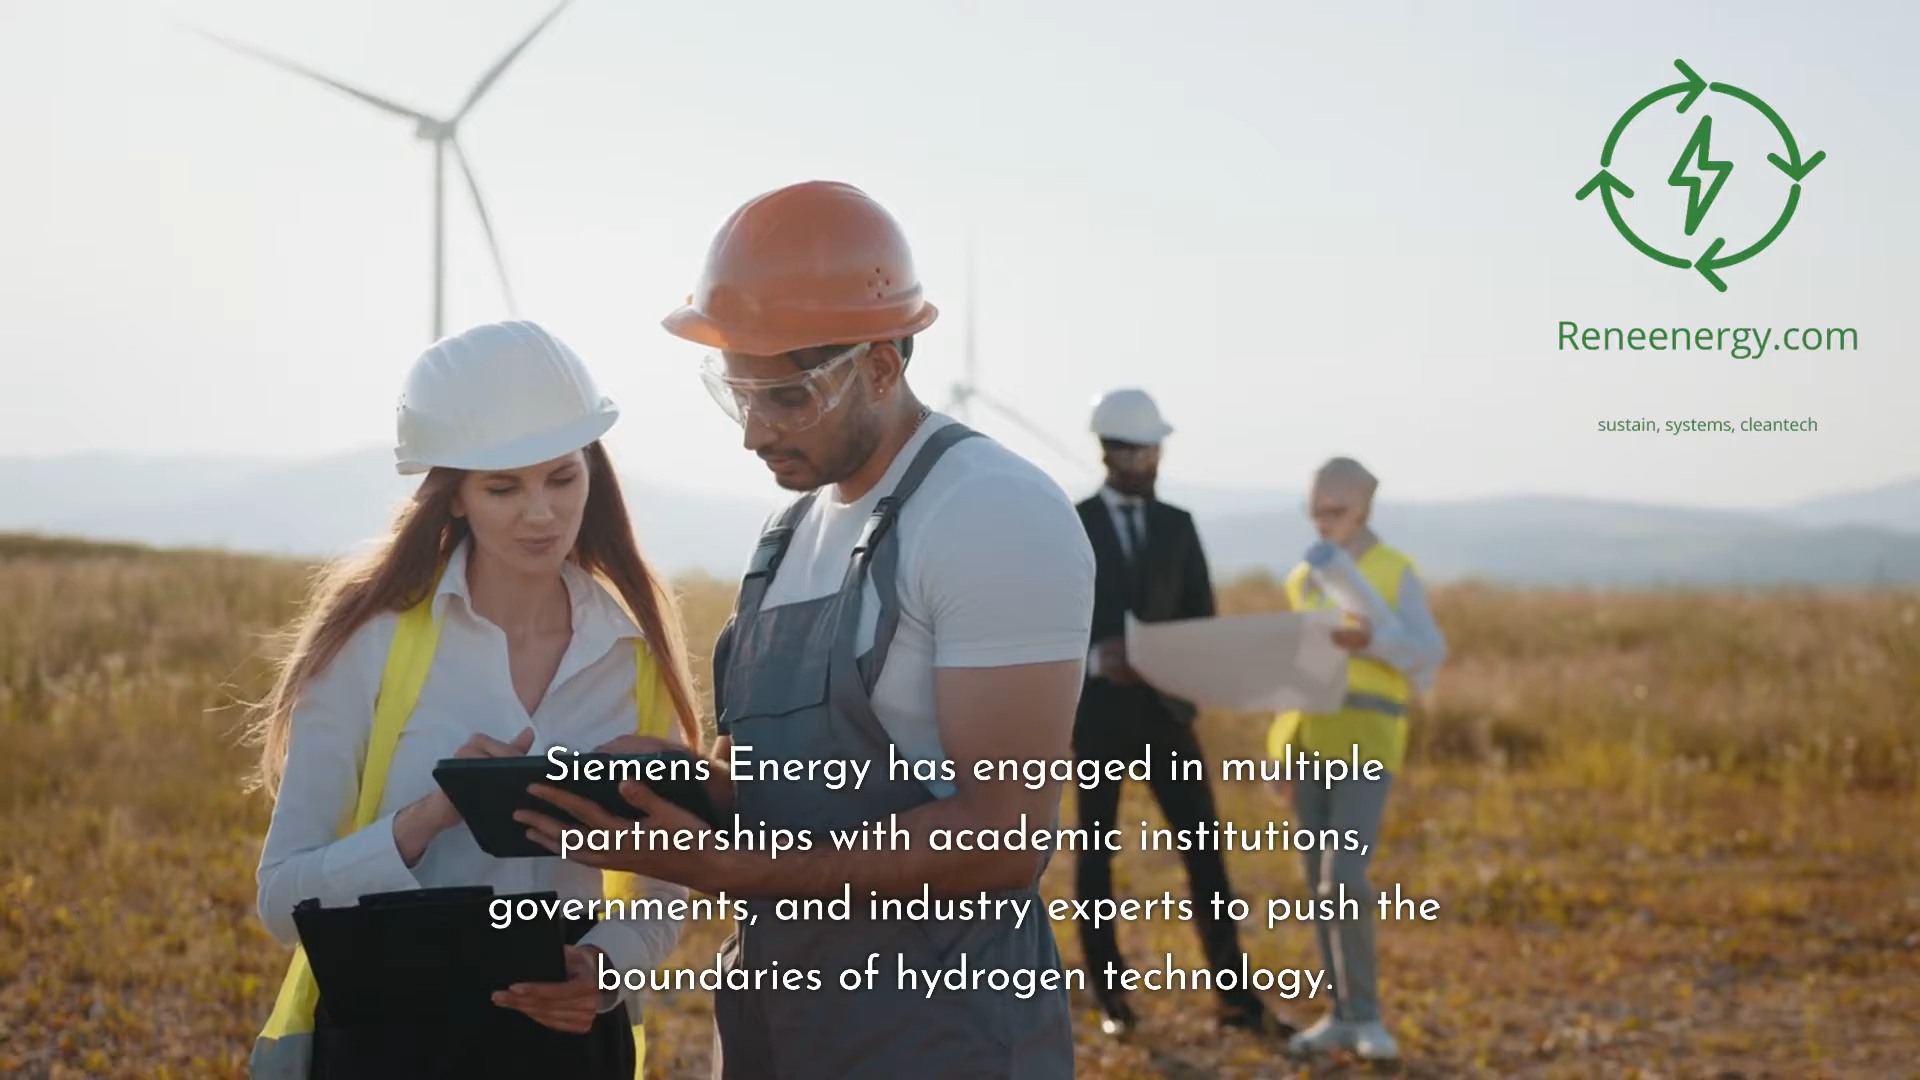 Reneenergy.com
sustain, systems, cleantech
Siemens Energy has engaged in multiple
partnerships with academic institutions,
governments, and industry experts to push the
boundaries of hydrogen technology.